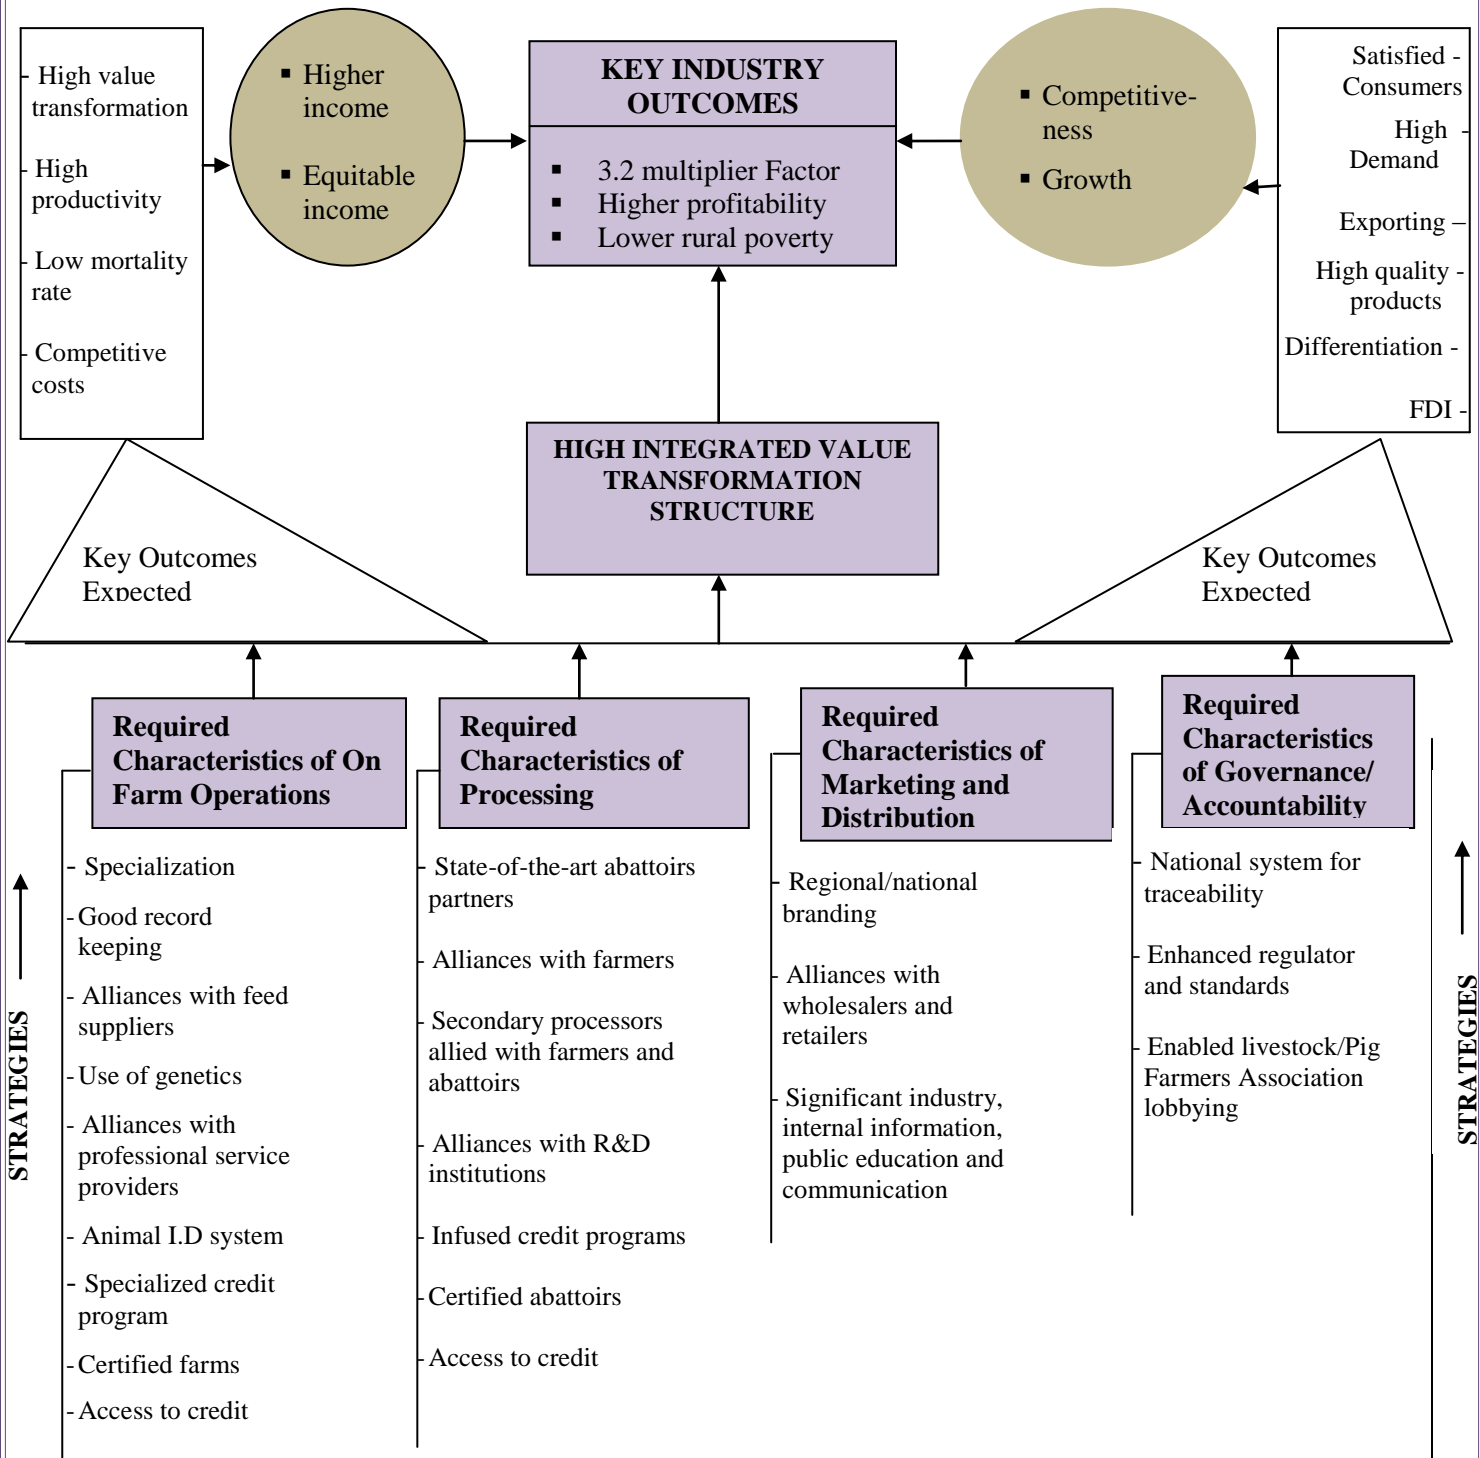 - High value
transformation
- High
productivity
- Low mortality
rate
- Competitive
costs
▪ Higher
income
▪ Equitable
income
KEY INDUSTRY
OUTCOMES
▪ 3.2 multiplier Factor
▪ Higher profitability
▪ Lower rural poverty
▪ Competitive-
ness
▪ Growth
Satisfied -
Consumers
High -
Demand
Exporting –
High quality -
products
Differentiation -
FDI -
HIGH INTEGRATED VALUE
TRANSFORMATION
STRUCTURE
Key Outcomes
Expected
Key Outcomes
Expected
Required
Characteristics of On
Farm Operations
- Specialization
- Good record
keeping
- Alliances with feed
suppliers
- Use of genetics
- Alliances with
professional service
providers
- Animal I.D system
- Specialized credit
program
- Certified farms
- Access to credit
Required
Characteristics of
Processing
- State-of-the-art abattoirs
partners
- Alliances with farmers
- Secondary processors
allied with farmers and
abattoirs
- Alliances with R&D
institutions
- Infused credit programs
- Certified abattoirs
- Access to credit
Required
Characteristics of
Marketing and
Distribution
- Regional/national
branding
- Alliances with
wholesalers and
retailers
- Significant industry,
internal information,
public education and
communication
Required
Characteristics
of Governance/
Accountability
- National system for
traceability
- Enhanced regulator
and standards
- Enabled livestock/Pig
Farmers Association
lobbying
STRATEGIES
STRATEGIES